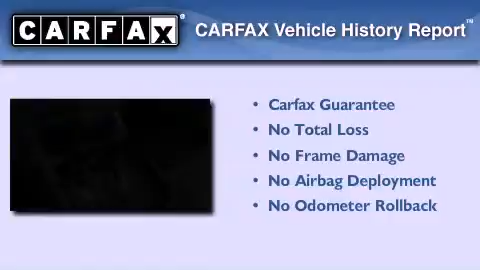 CARFAX® CARFAX Vehicle History Report™
• Carfax Guarantee
• No Total Loss
• No Frame Damage
• No Airbag Deployment
• No Odometer Rollback